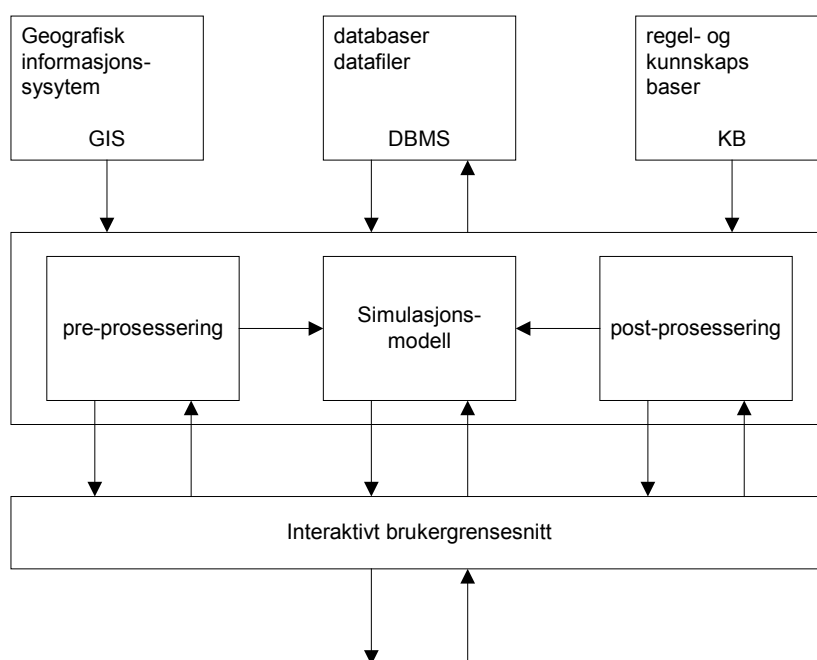 Geografisk
informasjons-
sysytem
GIS
databaser
datafiler
DBMS
regel- og
kunnskaps
baser
KB
pre-prosessering
Simulasjons-
modell
post-prosessering
Interaktivt brukergrensesnitt